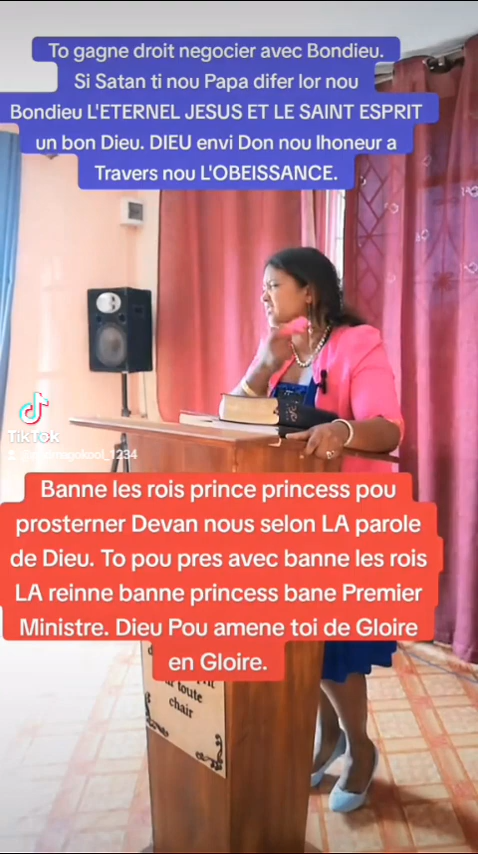 To gagne droit negocier avec Bondieu.
Si Satan ti nou Papa difer lor nou
Bondieu L'ETERNEL JESUS ET LE SAINT ESPRIT
un bon Dieu. DIEU envi Don nou lhoneur a
Travers nou L'OBEISSANCE.
TikTok
Banne les rois prince princess pou
prosterner Devan nous selon LA parole
de Dieu. To pou pres avec banne les rois
LA reinne banne princess bane Premier
Ministre. Dieu Pou amene toi de Gloire
en Gloire.
toute
chair